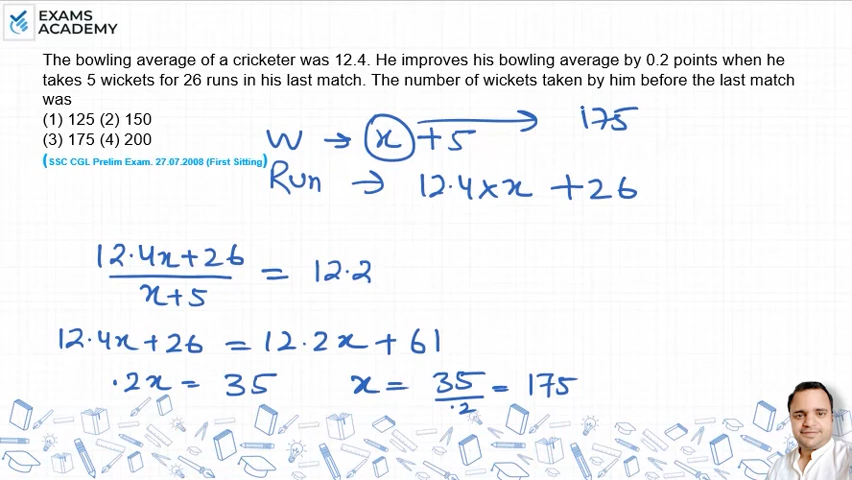 EXAMS
ACADEMY
The bowling average of a cricketer was 12.4. He improves his bowling average by 0.2 points when he
takes 5 wickets for 26 runs in his last match. The number of wickets taken by him before the last match
was
(1) 125 (2) 150
(3) 175 (4) 200
(SSC CGL Prelim Exam. 27.07.2008 (First Sitting)
W → x +5 → 175
Run → 12.4×x +26
12.4x+26
x+5
= 12.2
12.4x+26 = 12.2x + 61
.2x = 35 x = 35/.2 = 175